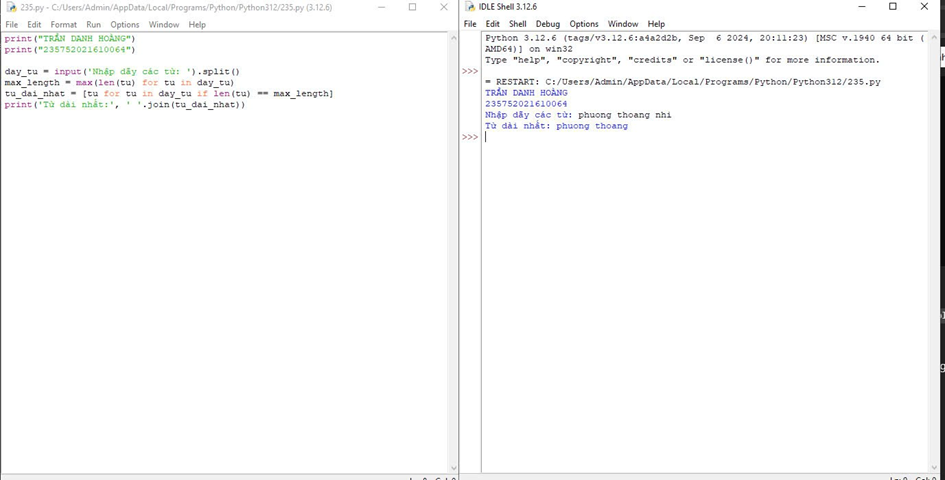 235.py - C:/Users/Admin/AppData/Local/Programs/Python/Python312/235.py (3.12.6)
File Edit Format Run Options Window Help
print("TRẦN DANH HOÀNG")
print("235752021610064")
day_tu = input('Nhập dãy các từ: ').split()
max_length = max(len(tu) for tu in day_tu)
tu_dai_nhat = [tu for tu in day_tu if len(tu) == max_length]
print('Từ dài nhất:', ' '.join(tu_dai_nhat))
IDLE Shell 3.12.6
File Edit Shell Debug Options Window Help
Python 3.12.6 (tags/v3.12.6:a4a2d2b, Sep  6 2024, 20:11:23) [MSC v.1940 64 bit (
AMD64)] on win32
Type "help", "copyright", "credits" or "license()" for more information.
>>>
= RESTART: C:/Users/Admin/AppData/Local/Programs/Python/Python312/235.py
TRẦN DANH HOÀNG
235752021610064
Nhập dãy các từ: phuong thoang nhi
Từ dài nhất: phuong thoang
>>>